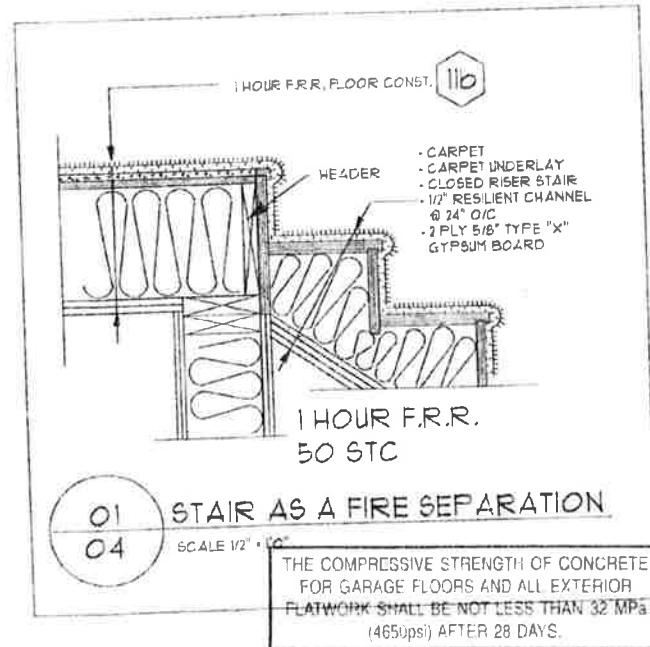 1 HOUR F.R.R. FLOOR CONST.
11b
HEADER
- CARPET
- CARPET UNDERLAY
- CLOSED RISER STAIR
- 1/2" RESILIENT CHANNEL
@ 24" O/C
- 2 PLY 5/8" TYPE "X"
GYPSUM BOARD
1 HOUR F.R.R.
50 STC
01
04
STAIR AS A FIRE SEPARATION
SCALE 1/2" = 1'0"
THE COMPRESSIVE STRENGTH OF CONCRETE
FOR GARAGE FLOORS AND ALL EXTERIOR
FLATWORK SHALL BE NOT LESS THAN 32 MPa
(4650psi) AFTER 28 DAYS.